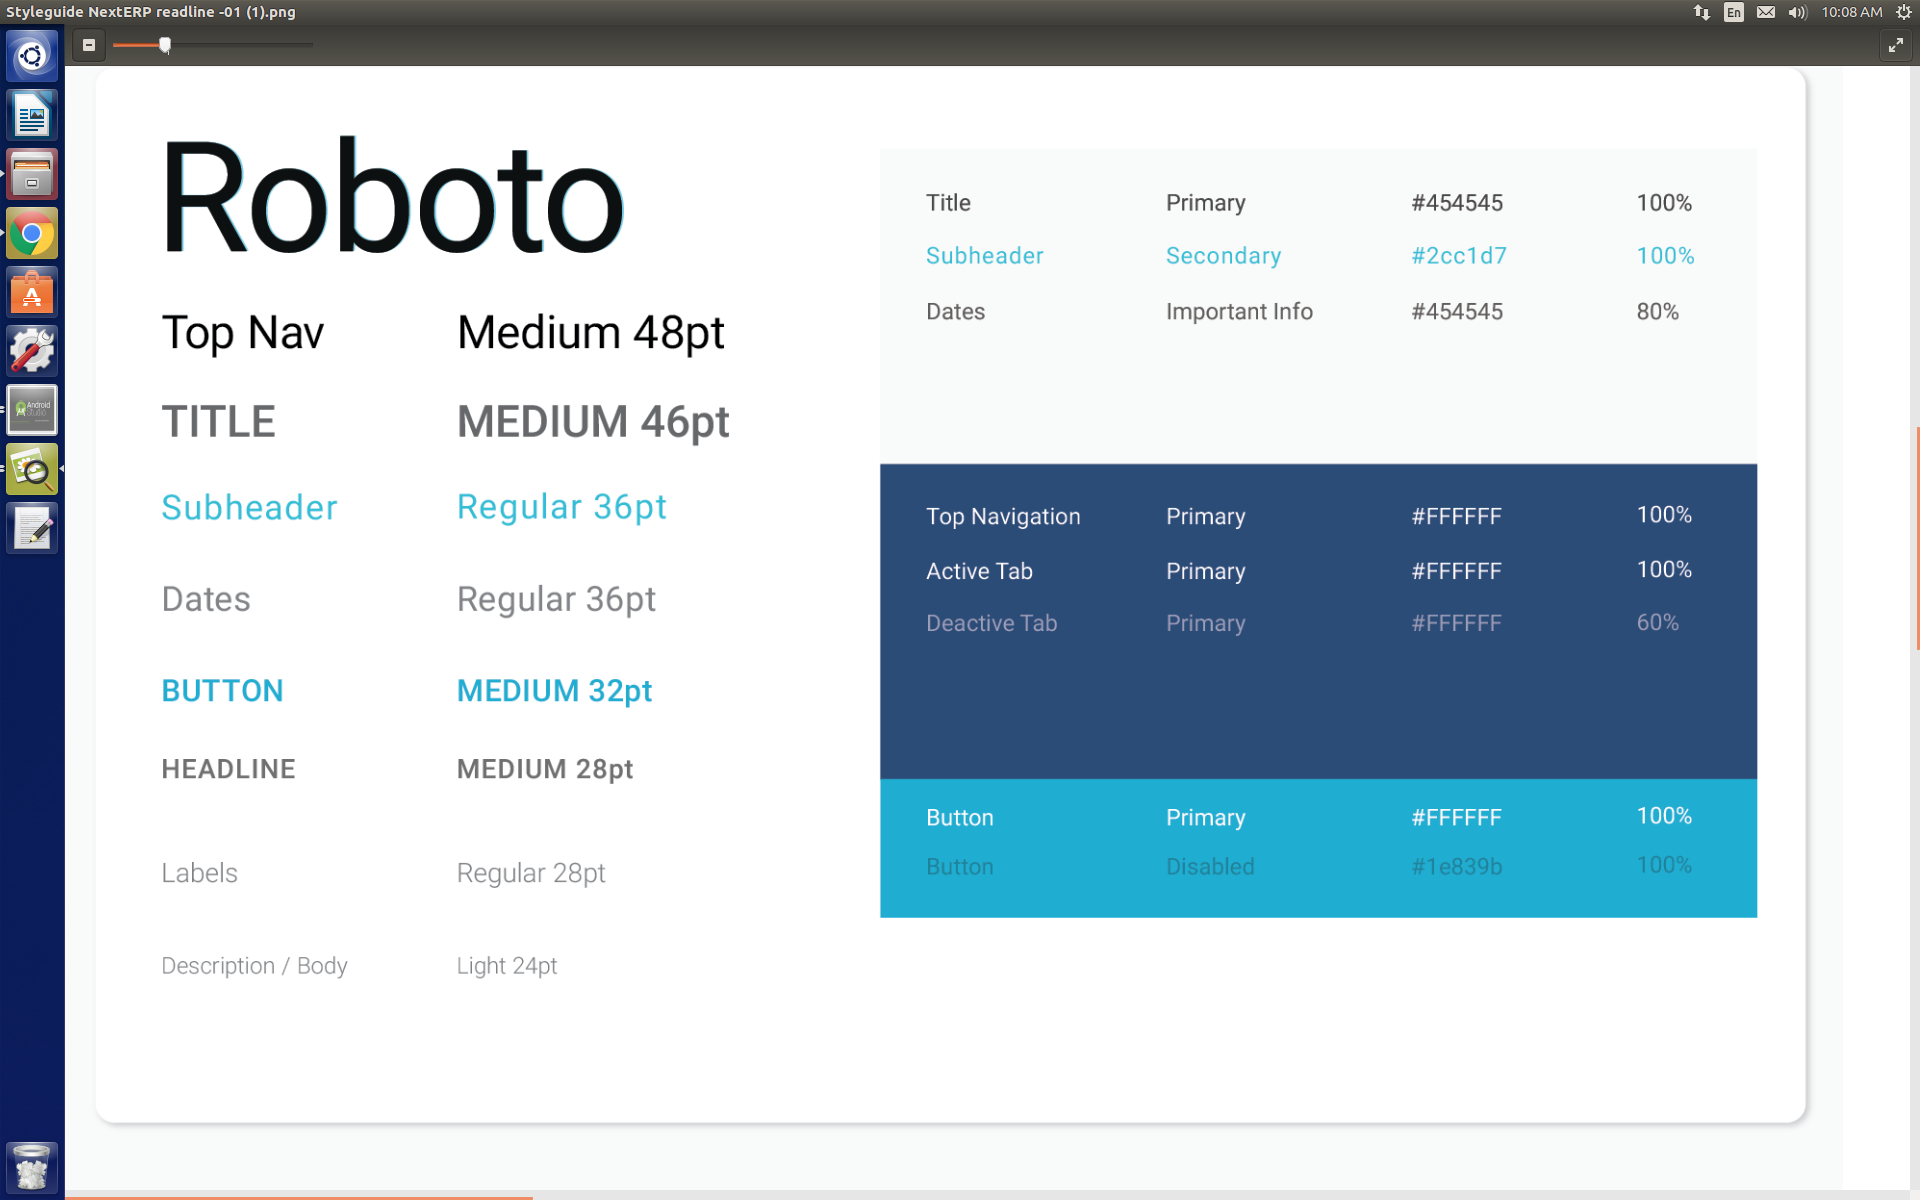 Styleguide NextERP readline -01 (1).png
En
10:08 AM
Roboto
Top Nav Medium 48pt
TITLE MEDIUM 46pt
Subheader Regular 36pt
Dates Regular 36pt
BUTTON MEDIUM 32pt
HEADLINE MEDIUM 28pt
Labels Regular 28pt
Description / Body Light 24pt
Title Primary #454545 100%
Subheader Secondary #2cc1d7 100%
Dates Important Info #454545 80%
Top Navigation Primary #FFFFFF 100%
Active Tab Primary #FFFFFF 100%
Deactive Tab Primary #FFFFFF 60%
Button Primary #FFFFFF 100%
Button Disabled #1e839b 100%
Android
Studio